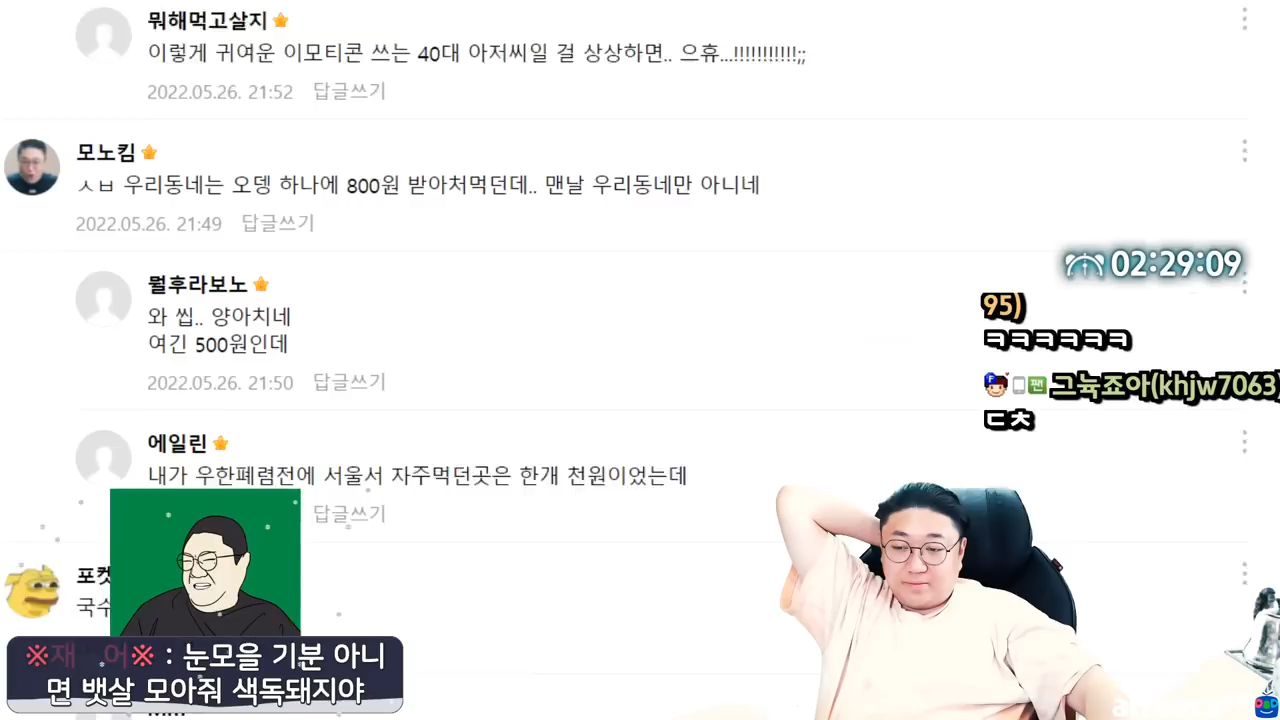 뭐해먹고살지
이렇게 귀여운 이모티콘 쓰는 40대 아저씨일 걸 상상하면.. 으휴...!!!!!!!!!!!;;
2022.05.26. 21:52 답글쓰기
모노킴
ㅅㅂ 우리동네는 오뎅 하나에 800원 받아처먹던데.. 맨날 우리동네만 아니네
2022.05.26. 21:49 답글쓰기
뤌후라보노
와 씹.. 양아치네
여긴 500원인데
2022.05.26. 21:50 답글쓰기
에일린
내가 우한폐렴전에 서울서 자주먹던곳은 한개 천원이었는데
답글쓰기
포켓
국수
02:29:09
95)
ㅋㅋㅋㅋㅋㅋ
팬 그늌죠아(khjw7063)
ㄷㅊ
※재 어※ : 눈모을 기분 아니
면 뱃살 모아줘 색독돼지야